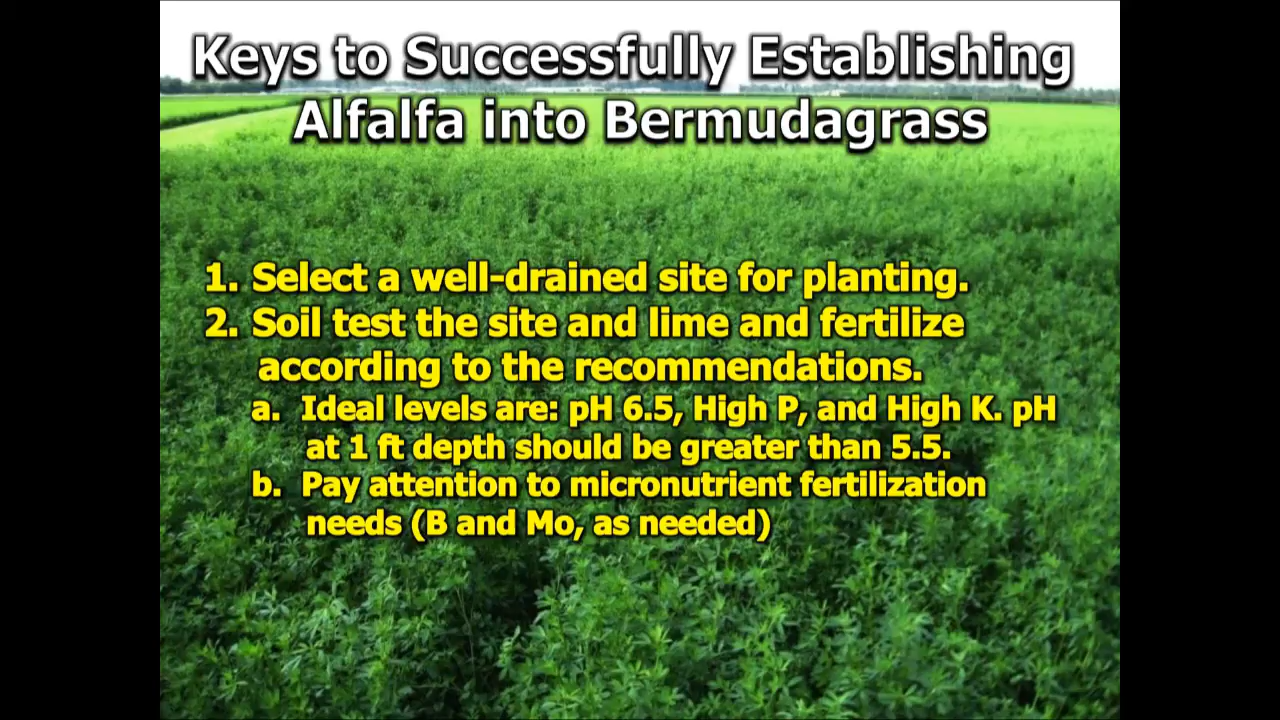 Keys to Successfully Establishing
Alfalfa into Bermudagrass
1. Select a well-drained site for planting.
2. Soil test the site and lime and fertilize
according to the recommendations.
a. Ideal levels are: pH 6.5, High P, and High K. pH
at 1 ft depth should be greater than 5.5.
b. Pay attention to micronutrient fertilization
needs (B and Mo, as needed)